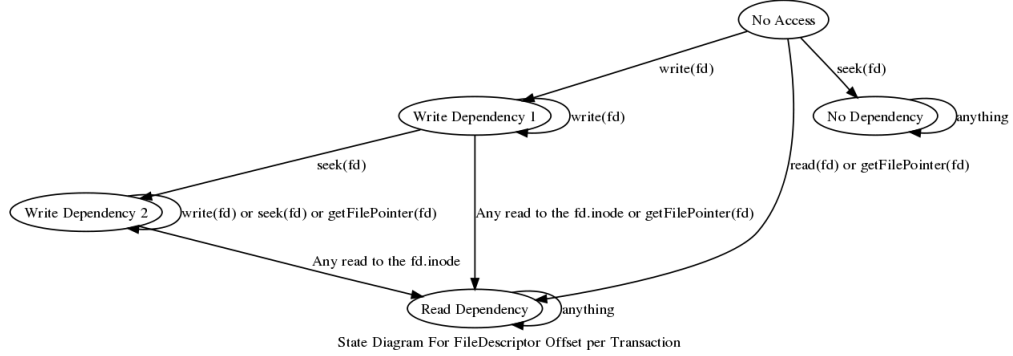 No Access
write(fd)
seek(fd)
Write Dependency 1
write(fd)
No Dependency
anything
seek(fd)
read(fd) or getFilePointer(fd)
Write Dependency 2
write(fd) or seek(fd) or getFilePointer(fd)
Any read to the fd.inode or getFilePointer(fd)
Any read to the fd.inode
Read Dependency
anything
State Diagram For FileDescriptor Offset per Transaction